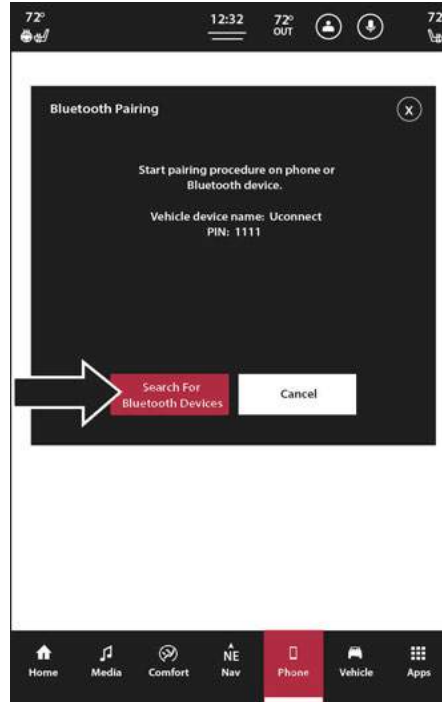 72°
12:32
72°
OUT
72
Bluetooth Pairing
x
Start pairing procedure on phone or
Bluetooth device.
Vehicle device name: Uconnect
PIN: 1111
Search For
Bluetooth Devices
Cancel
NE
Home Media Comfort Nav Phone Vehicle Apps